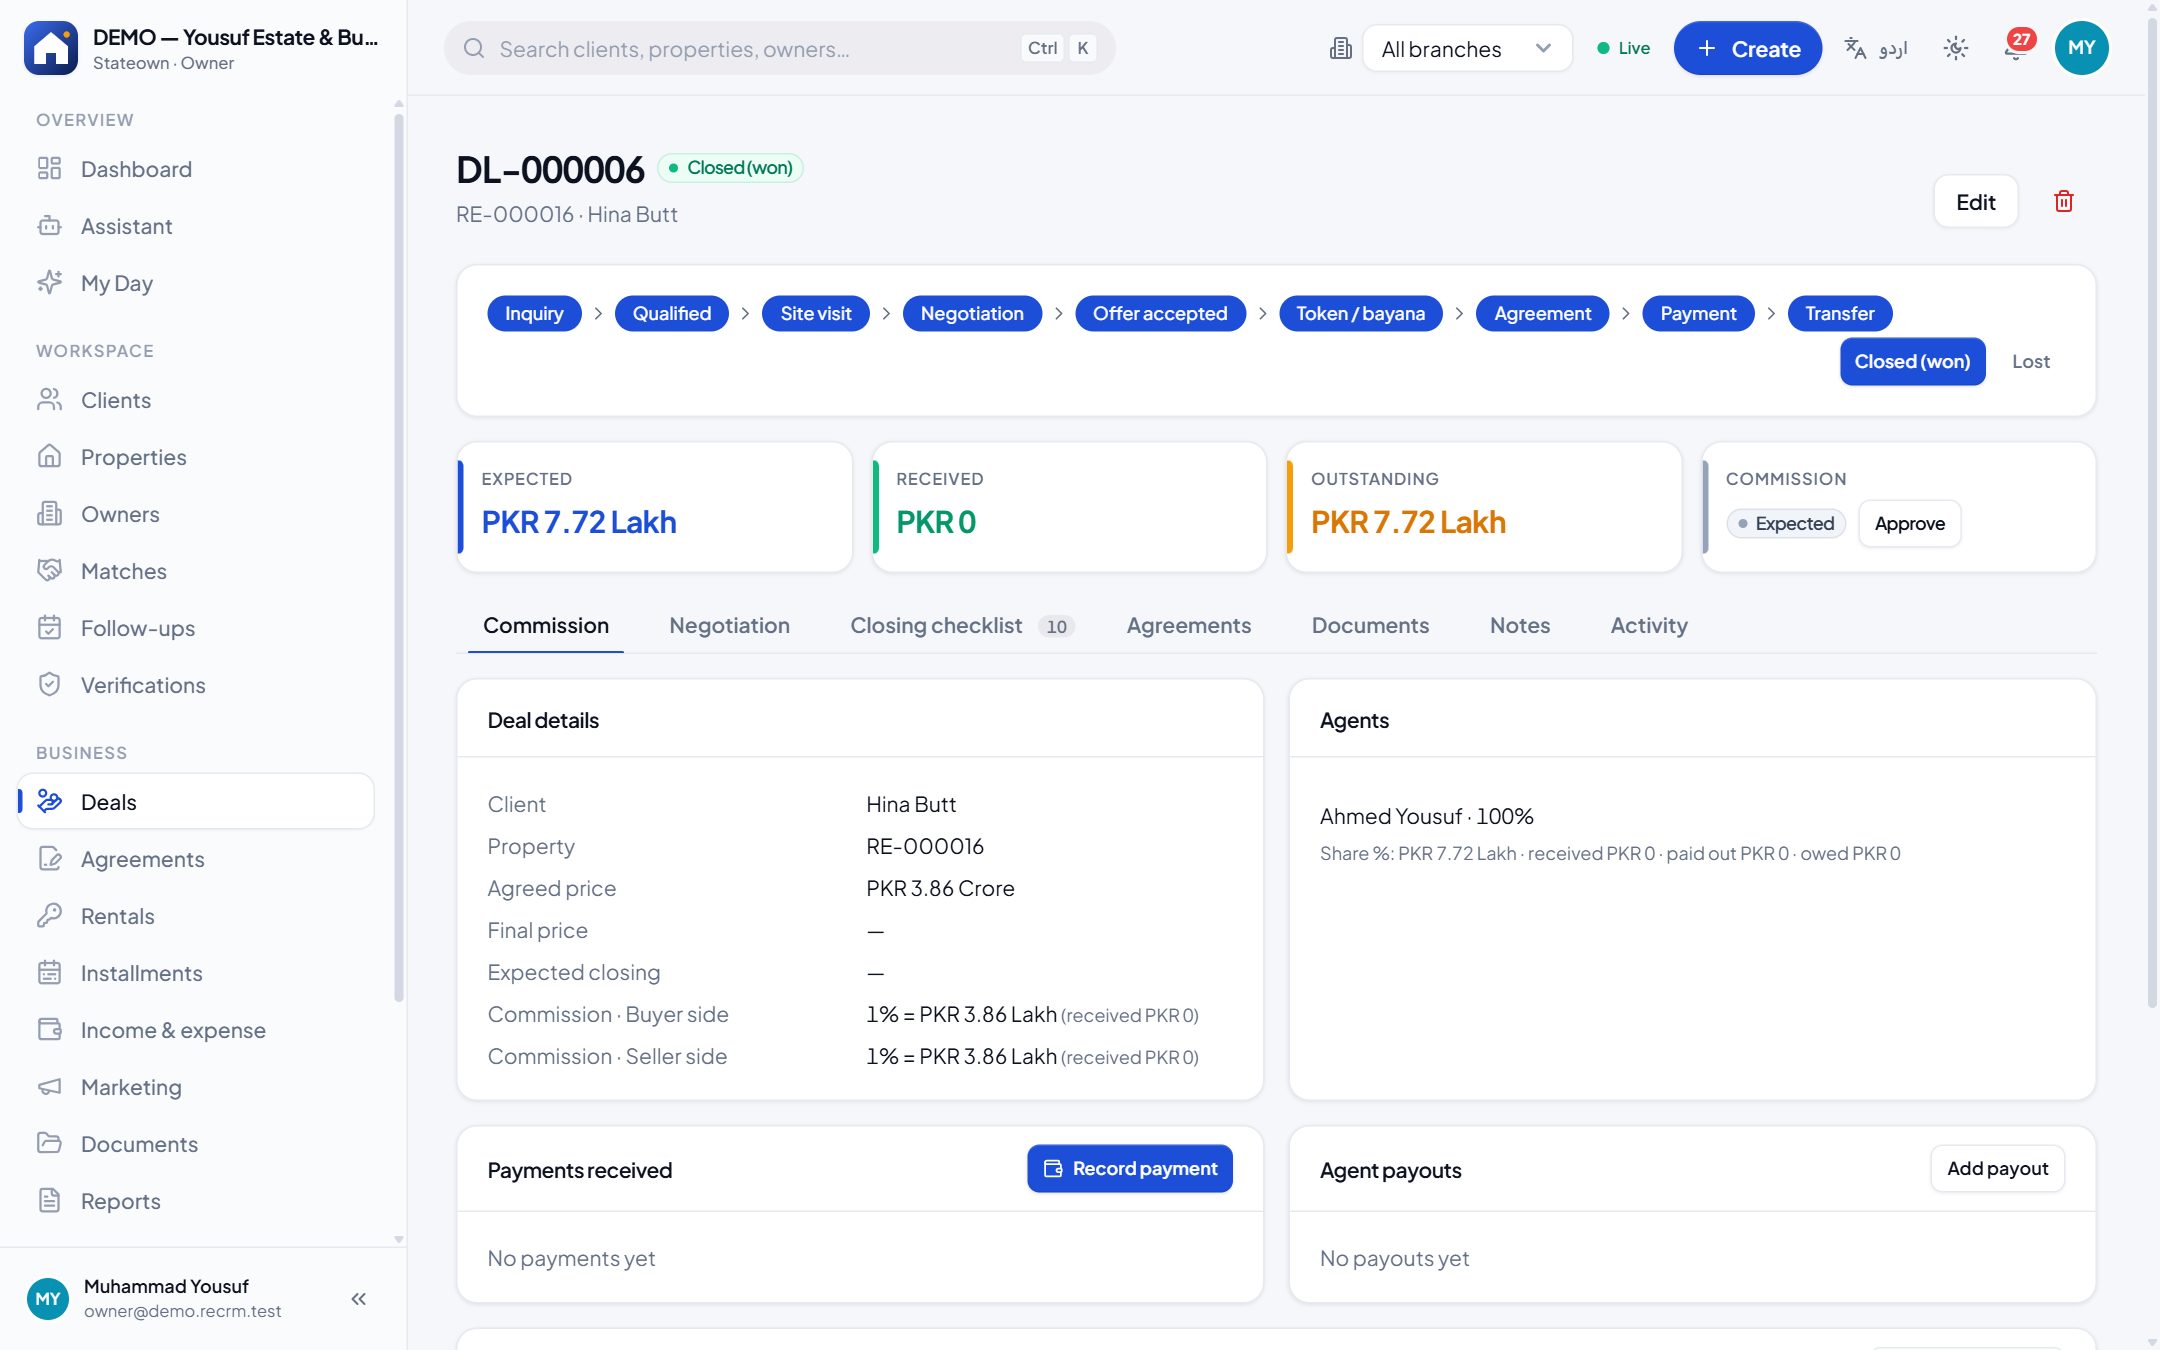 DEMO — Yousuf Estate & Bu...
Stateown · Owner
Search clients, properties, owners...
Ctrl K
All branches
Live
Create
اردو
27
MY
OVERVIEW
Dashboard
Assistant
My Day
WORKSPACE
Clients
Properties
Owners
Matches
Follow-ups
Verifications
BUSINESS
Deals
Agreements
Rentals
Installments
Income & expense
Marketing
Documents
Reports
MY
Muhammad Yousuf
owner@demo.recrm.test
DL-000006 Closed (won)
RE-000016 · Hina Butt
Edit
Inquiry Qualified Site visit Negotiation Offer accepted Token / bayana Agreement Payment Transfer
Closed (won) Lost
EXPECTED
PKR 7.72 Lakh
RECEIVED
PKR 0
OUTSTANDING
PKR 7.72 Lakh
COMMISSION
Expected Approve
Commission Negotiation Closing checklist 10 Agreements Documents Notes Activity
Deal details
Client Hina Butt
Property RE-000016
Agreed price PKR 3.86 Crore
Final price —
Expected closing —
Commission · Buyer side 1% = PKR 3.86 Lakh (received PKR 0)
Commission · Seller side 1% = PKR 3.86 Lakh (received PKR 0)
Agents
Ahmed Yousuf · 100%
Share %: PKR 7.72 Lakh · received PKR 0 · paid out PKR 0 · owed PKR 0
Payments received Record payment
No payments yet
Agent payouts Add payout
No payouts yet